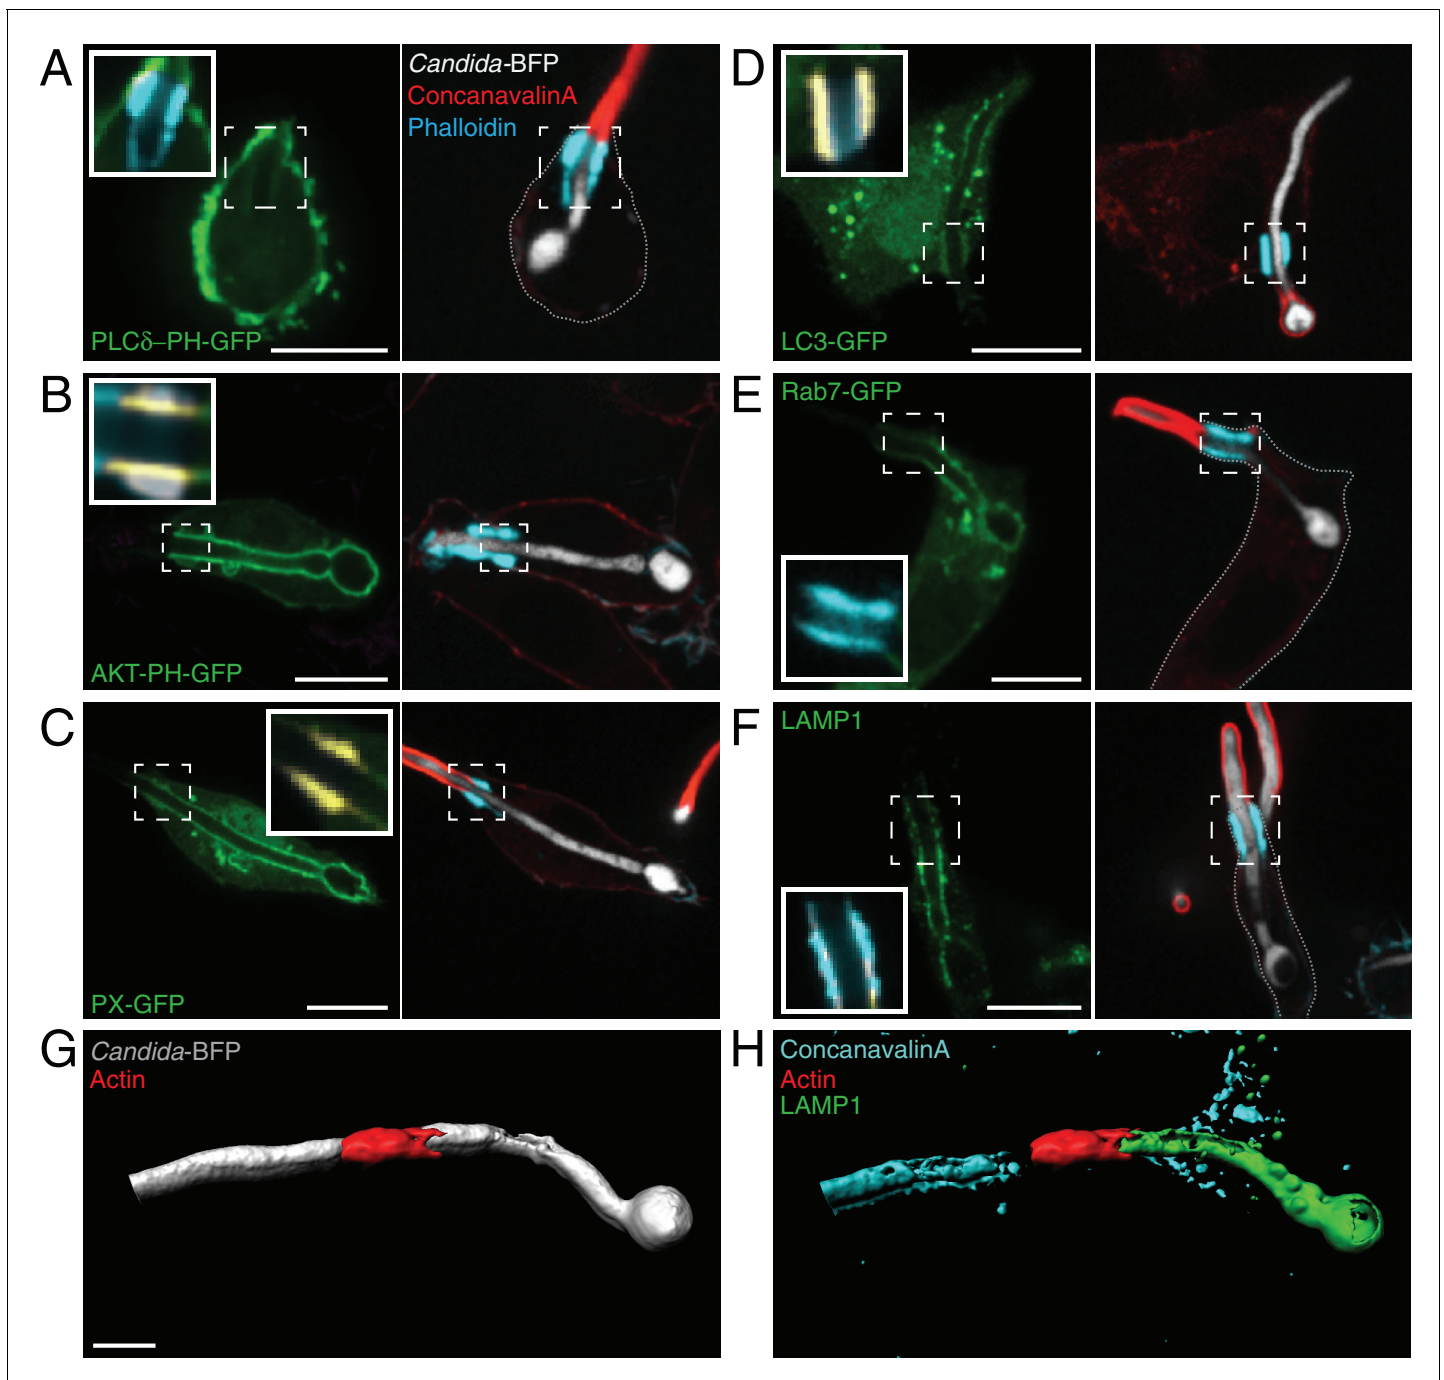 A
Candida-BFP
ConcanavalinA
Phalloidin
PLCδ–PH-GFP
B
AKT-PH-GFP
C
PX-GFP
D
LC3-GFP
E
Rab7-GFP
F
LAMP1
G
Candida-BFP
Actin
H
ConcanavalinA
Actin
LAMP1